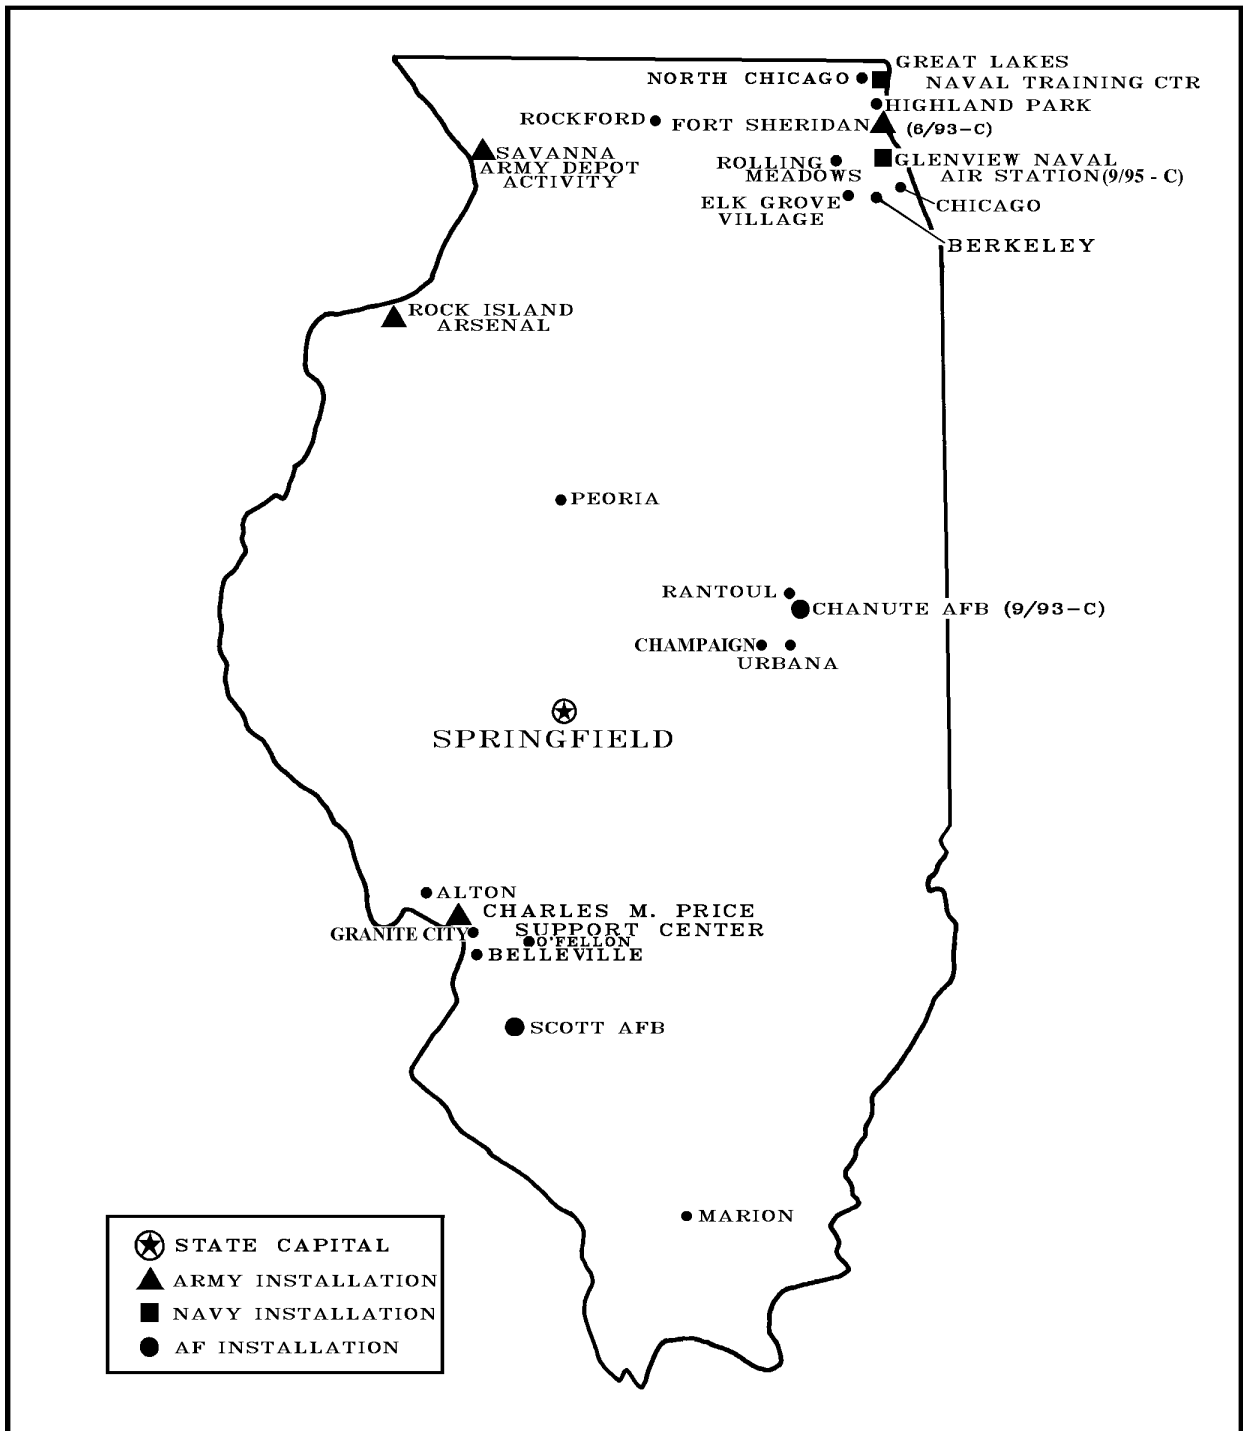 GREAT LAKES
NORTH CHICAGO
NAVAL TRAINING CTR
HIGHLAND PARK
ROCKFORD
FORT SHERIDAN
(6/93-C)
SAVANNA
ARMY DEPOT
ACTIVITY
ROLLING
MEADOWS
GLENVIEW NAVAL
AIR STATION(9/95 - C)
ELK GROVE
VILLAGE
CHICAGO
BERKELEY
ROCK ISLAND
ARSENAL
PEORIA
RANTOUL
CHANUTE AFB (9/93-C)
CHAMPAIGN
URBANA
SPRINGFIELD
ALTON
CHARLES M. PRICE
SUPPORT CENTER
GRANITE CITY
O'FELLON
BELLEVILLE
SCOTT AFB
MARION
STATE CAPITAL
ARMY INSTALLATION
NAVY INSTALLATION
AF INSTALLATION